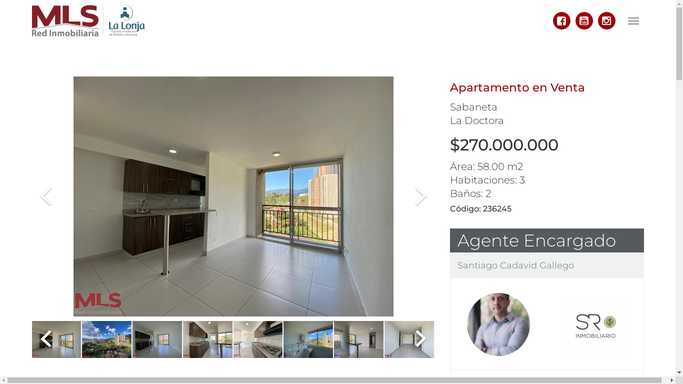 MLS
Red Inmobiliaria
La Lonja
Apartamento en Venta
Sabaneta
La Doctora
$270.000.000
Área: 58.00 m2
Habitaciones: 3
Baños: 2
Código: 236245
Agente Encargado
Santiago Cadavid Gallego
MLS
SR
INMOBILIARIO